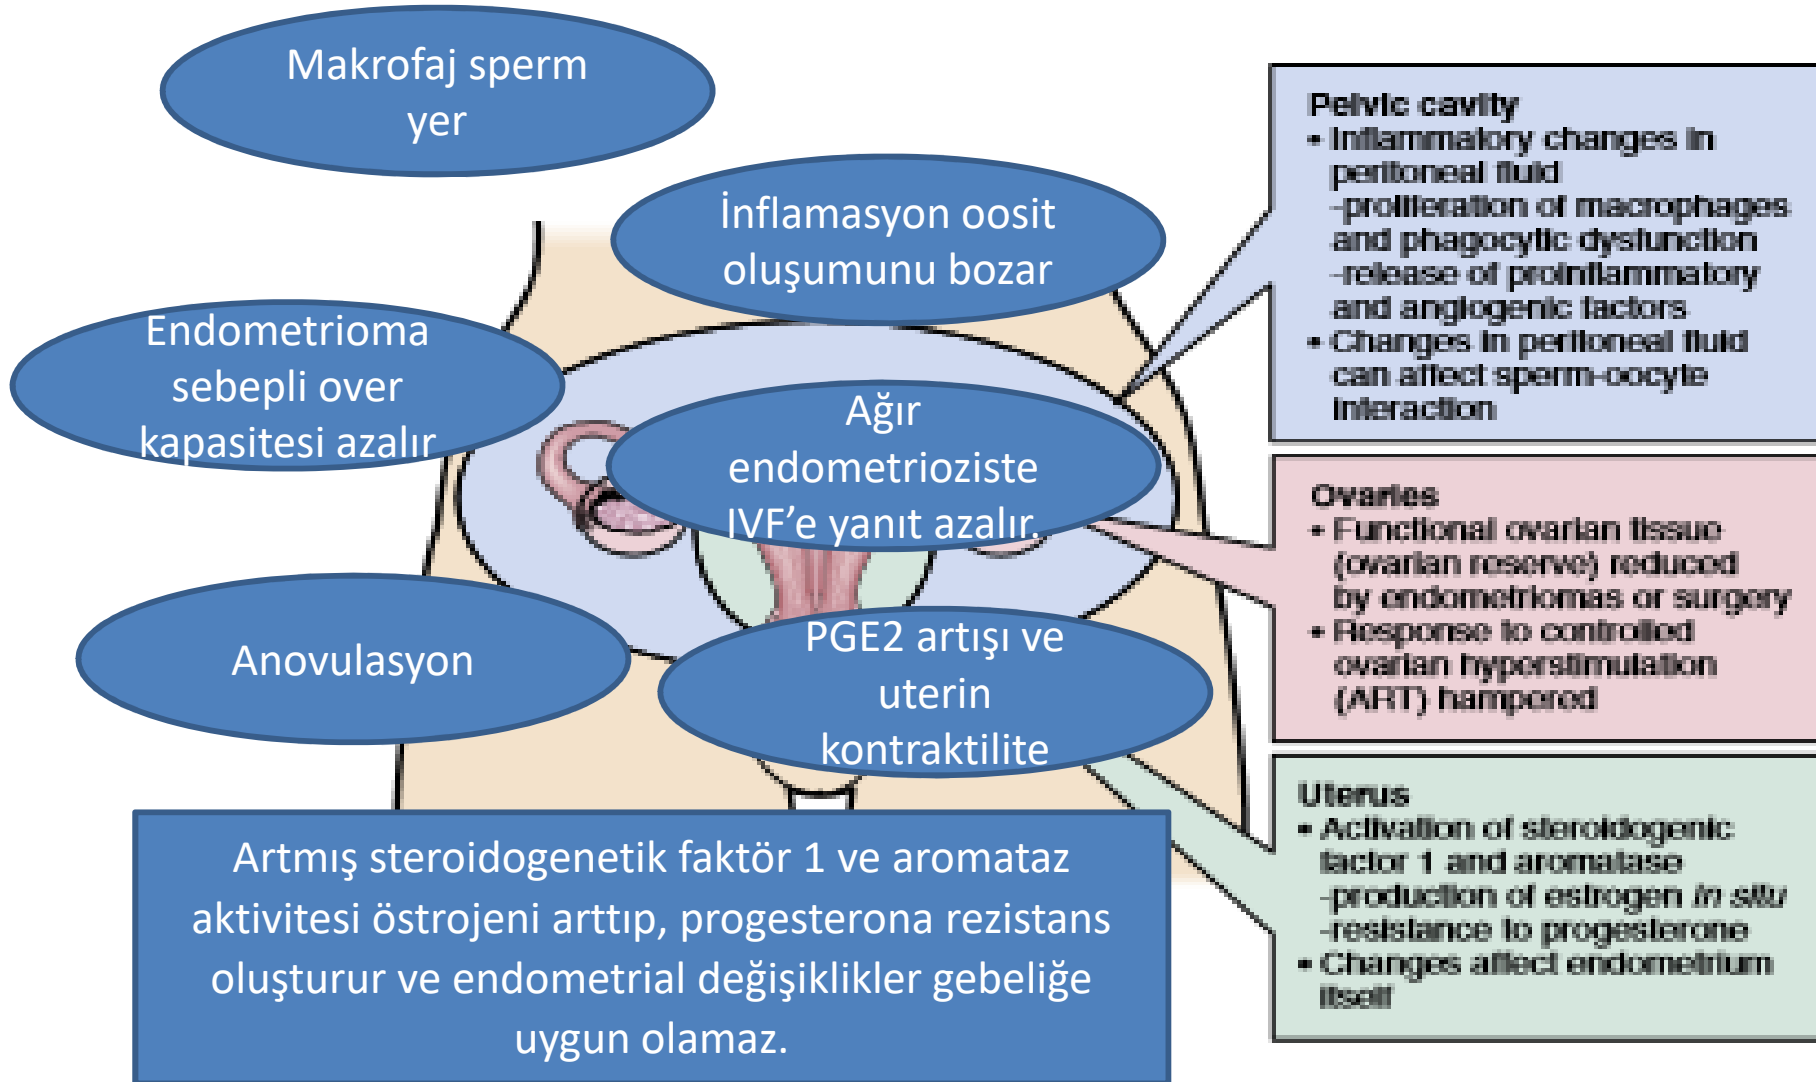 Makrofaj sperm
yer
İnflamasyon oosit
oluşumunu bozar
Endometrioma
sebepli over
kapasitesi azalır
Ağır
endometrioziste
IVF’e yanıt azalır.
Anovulasyon
PGE2 artışı ve
uterin
kontraktilite
Artmış steroidogenetik faktör 1 ve aromataz
aktivitesi östrojeni arttıp, progesterona rezistans
oluşturur ve endometrial değişiklikler gebeliğe
uygun olamaz.
Pelvic cavity
• Inflammatory changes in
peritoneal fluid
-proliferation of macrophages
and phagocytic dysfunction
-release of proinflammatory
and angiogenic factors
• Changes in peritoneal fluid
can affect sperm-oocyte
interaction
Ovaries
• Functional ovarian tissue
(ovarian reserve) reduced
by endometriomas or surgery
• Response to controlled
ovarian hyperstimulation
(ART) hampered
Uterus
• Activation of steroidogenic
factor 1 and aromatase
-production of estrogen in situ
-resistance to progesterone
• Changes affect endometrium
itself